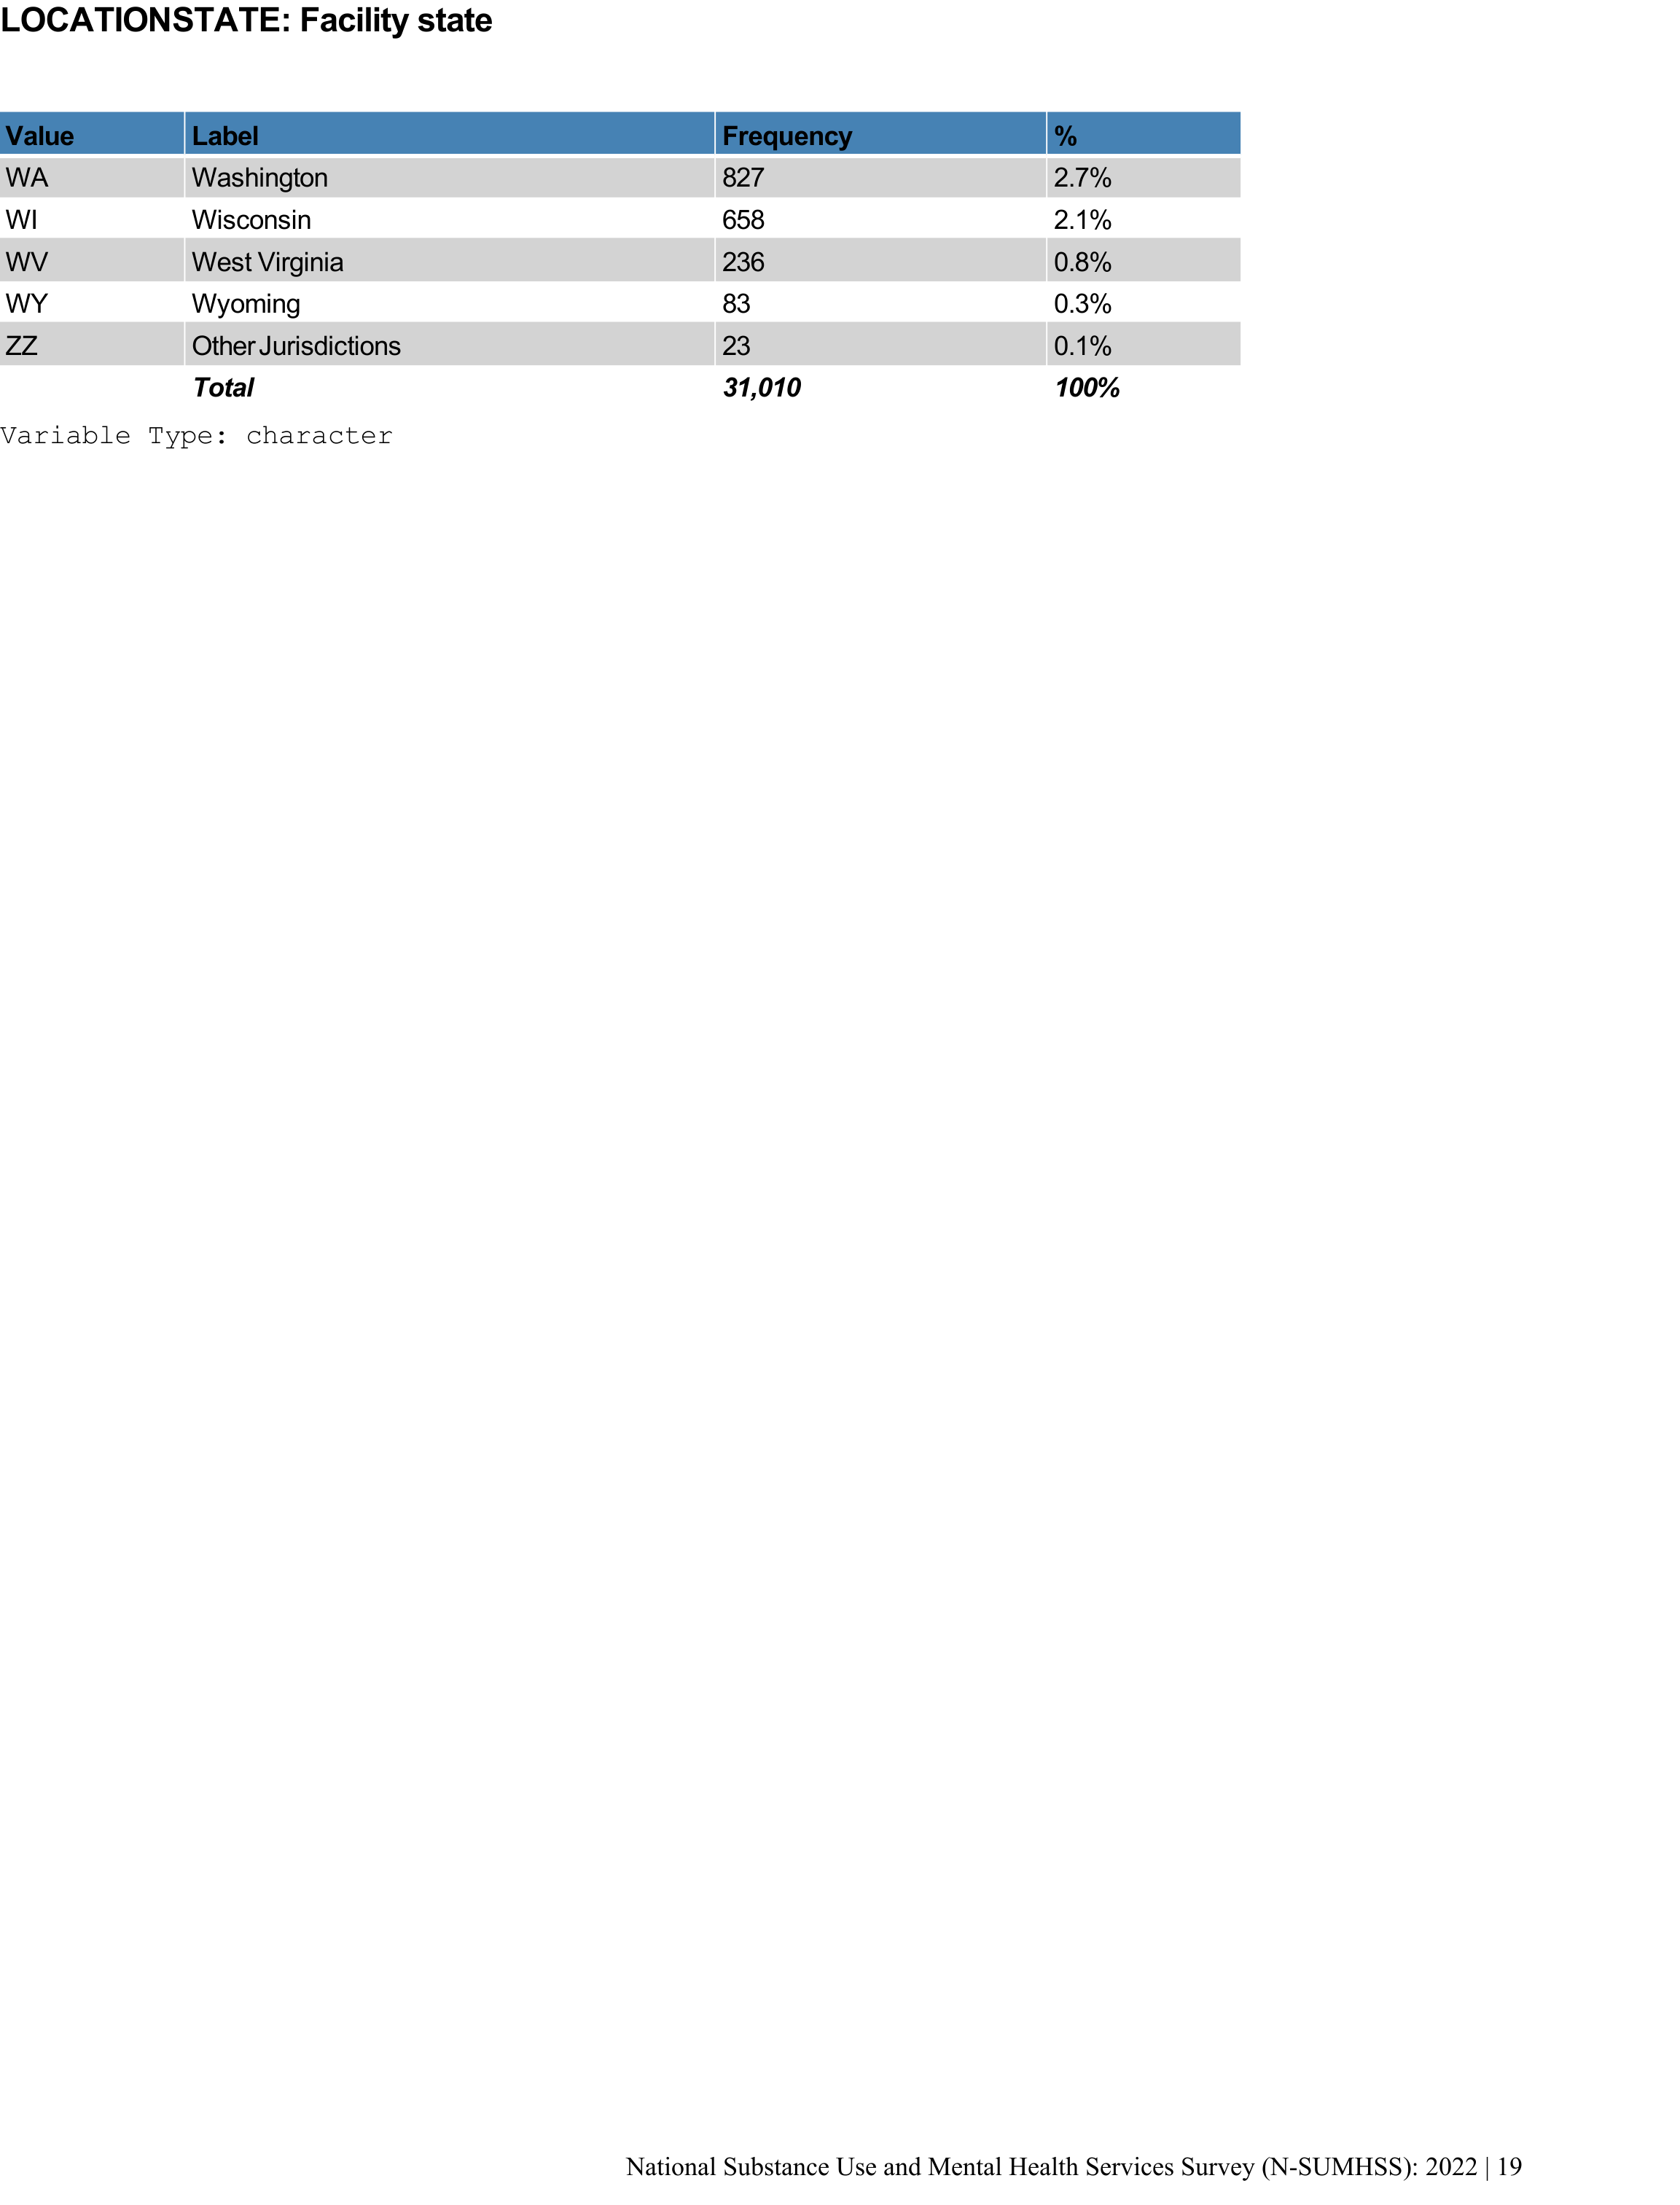 LOCATIONSTATE: Facility state
Value Label Frequency %
WA Washington 827 2.7%
WI Wisconsin 658 2.1%
WV West Virginia 236 0.8%
WY Wyoming 83 0.3%
ZZ Other Jurisdictions 23 0.1%
Total 31,010 100%
Variable Type: character
National Substance Use and Mental Health Services Survey (N-SUMHSS): 2022 | 19